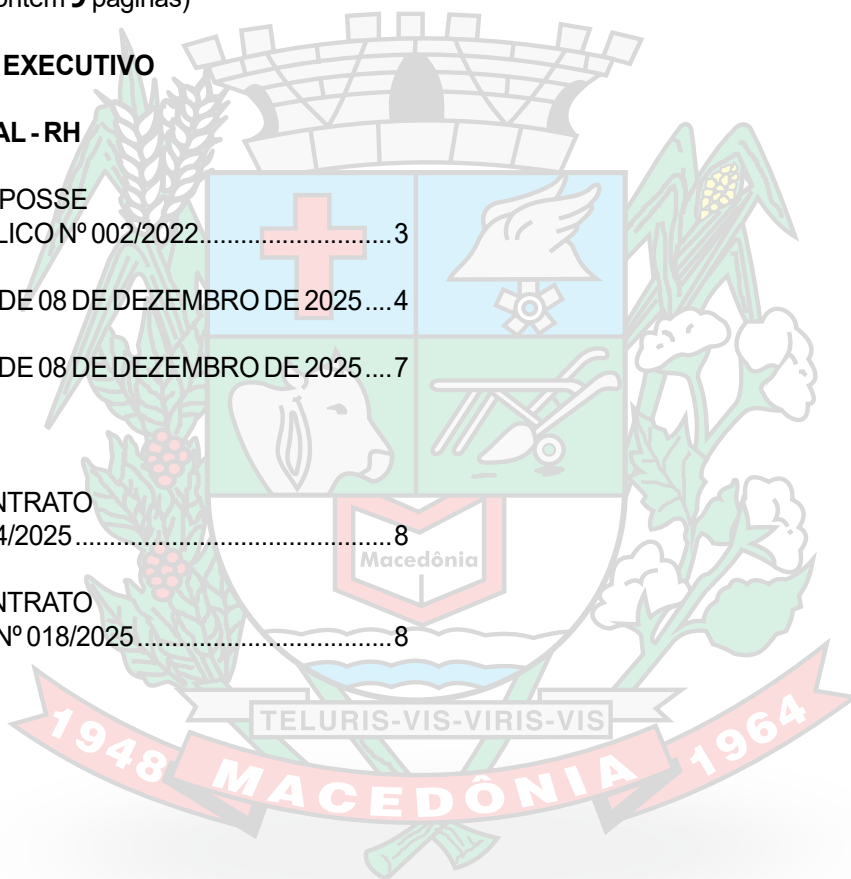 páginas)
EXECUTIVO
AL - RH
POSSE
LICO Nº 002/2022............................3
DE 08 DE DEZEMBRO DE 2025....4
DE 08 DE DEZEMBRO DE 2025....7
NTRATO
4/2025..............................................8
Macedônia
NTRATO
Nº 018/2025.....................................8
TELURIS-VIS-VIRIS-VIS
1948 MACEDÔNIA 1964